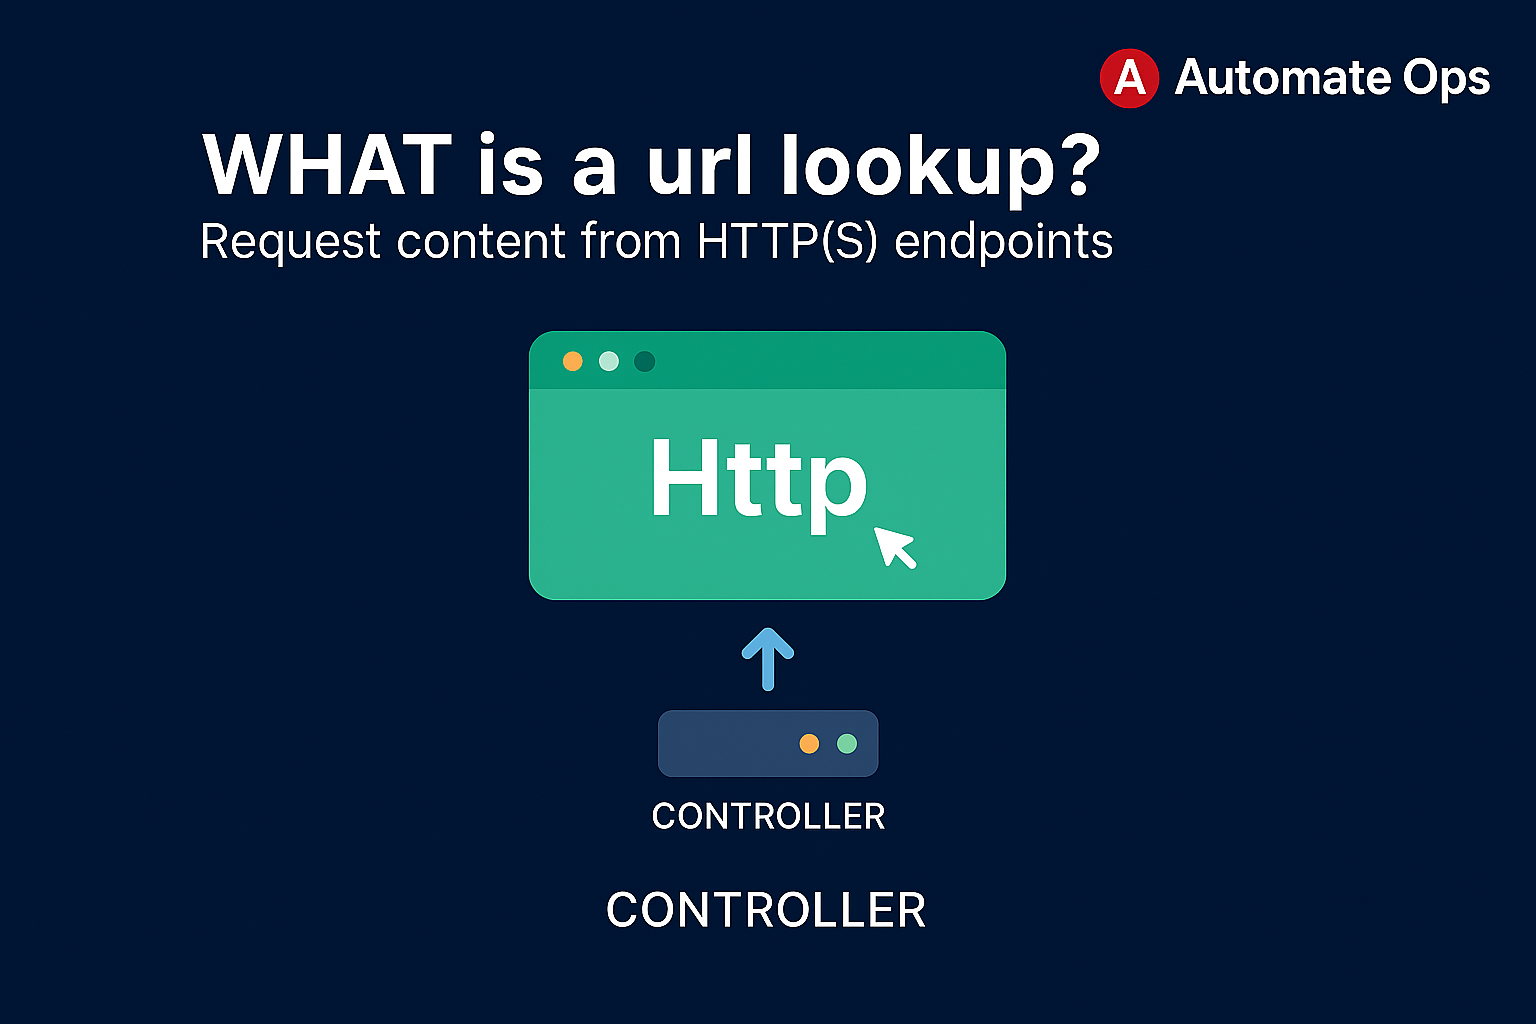 A Automate Ops
WHAT is a url lookup?
Request content from HTTP(S) endpoints
Http
CONTROLLER
CONTROLLER